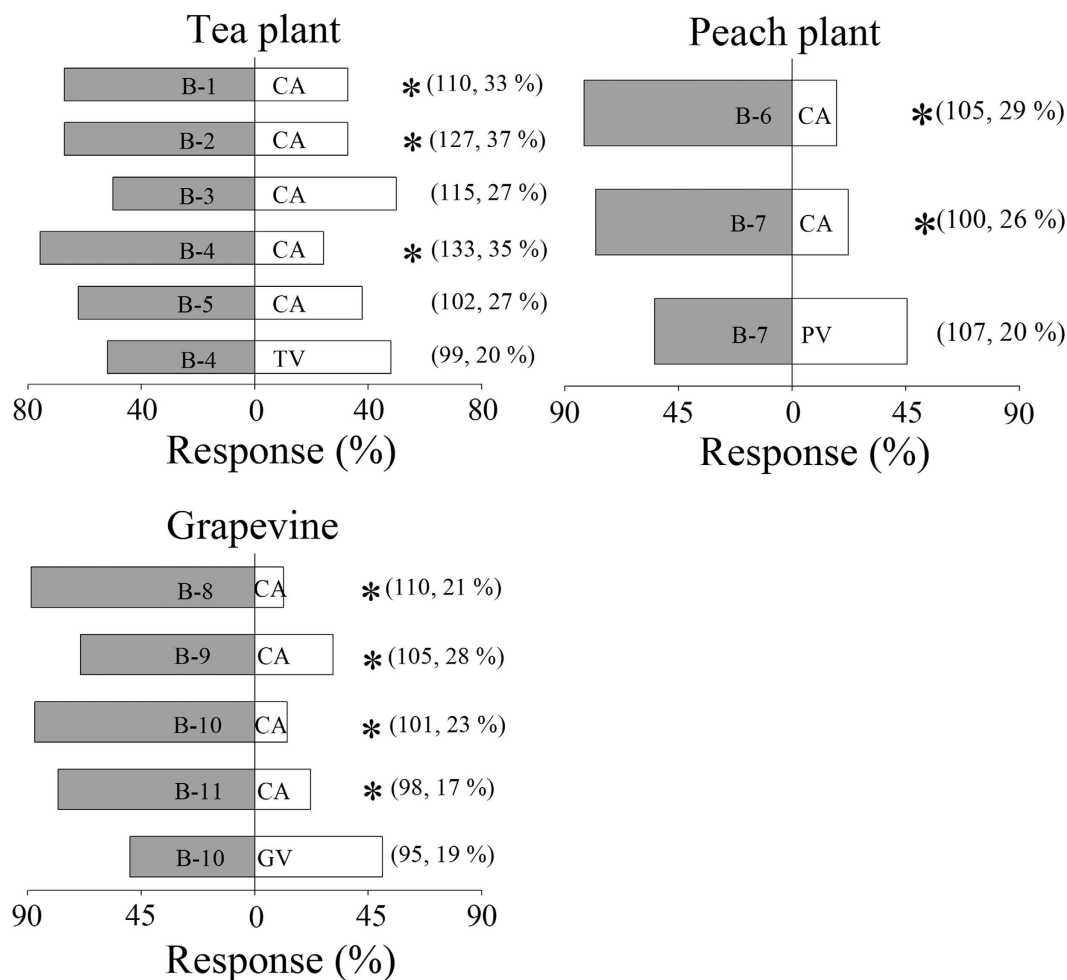 Tea plant
B-1 CA * (110, 33 %)
B-2 CA * (127, 37 %)
B-3 CA (115, 27 %)
B-4 CA * (133, 35 %)
B-5 CA (102, 27 %)
B-4 TV (99, 20 %)
80 40 0 40 80
Response (%)
Peach plant
B-6 CA * (105, 29 %)
B-7 CA * (100, 26 %)
B-7 PV (107, 20 %)
90 45 0 45 90
Response (%)
Grapevine
B-8 CA * (110, 21 %)
B-9 CA * (105, 28 %)
B-10 CA * (101, 23 %)
B-11 CA * (98, 17 %)
B-10 GV (95, 19 %)
90 45 0 45 90
Response (%)